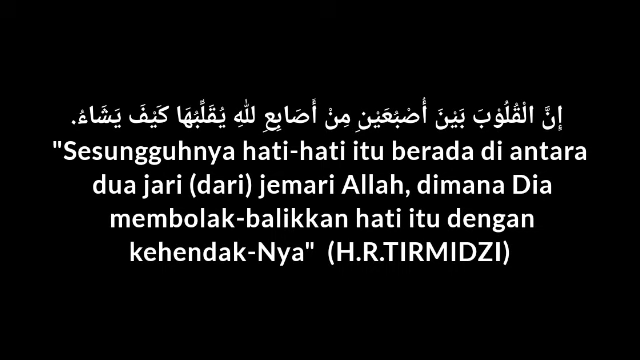 إِنَّ الْقُلُوْبَ بَيْنَ أُصْبُعَيْنِ مِنْ أَصَابِعِ للهِ يُقَلِّبُهَا كَيْفَ يَشَاءُ.
"Sesungguhnya hati-hati itu berada di antara
dua jari (dari) jemari Allah, dimana Dia
membolak-balikkan hati itu dengan
kehendak-Nya"  (H.R.TIRMIDZI)